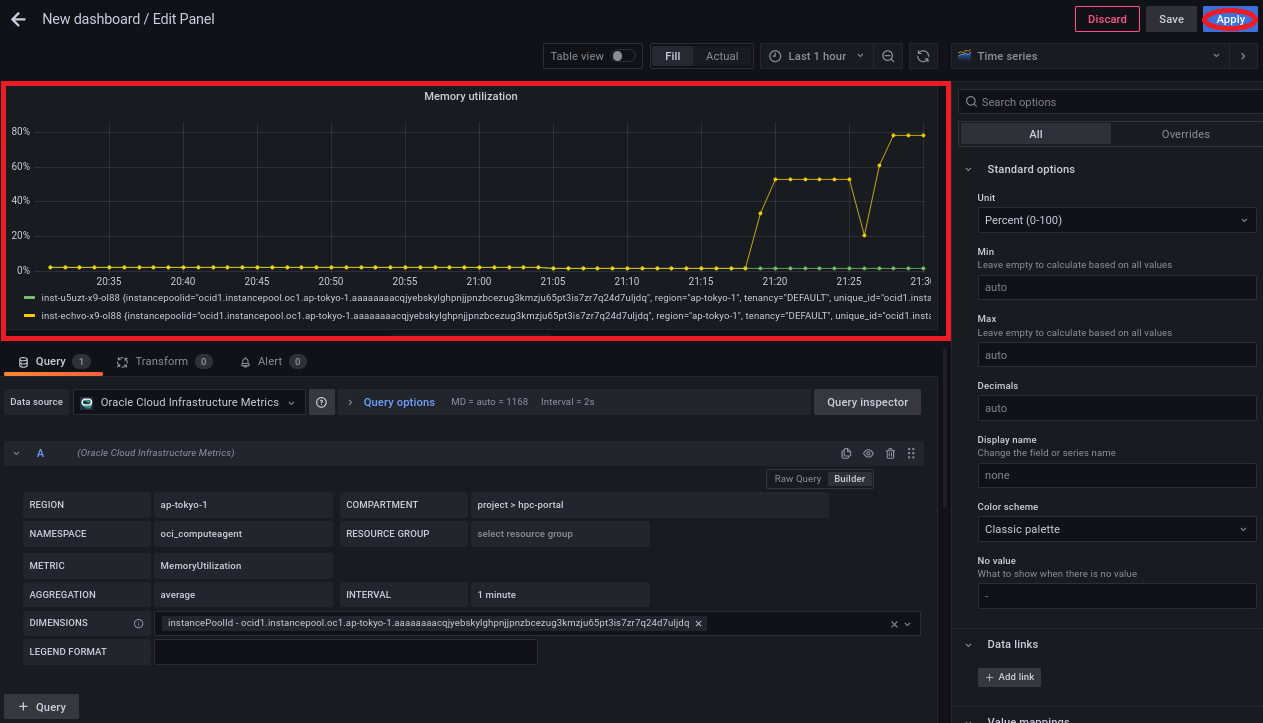 New dashboard / Edit Panel
Discard
Save
Apply
Table view
Fill
Actual
Last 1 hour
Time series
Memory utilization
80%
60%
40%
20%
0%
20:35 20:40 20:45 20:50 20:55 21:00 21:05 21:10 21:15 21:20 21:25 21:30
inst-u5uzt-x9-ol88 {instancepoolid="ocid1.instancepool.oc1.ap-tokyo-1.aaaaaaaacqjyebskylghpnjjpnzbcezug3kmzju65pt3is7zr7q24d7uljdq", region="ap-tokyo-1", tenancy="DEFAULT", unique_id="ocid1.insta
inst-echvo-x9-ol88 {instancepoolid="ocid1.instancepool.oc1.ap-tokyo-1.aaaaaaaacqjyebskylghpnjjpnzbcezug3kmzju65pt3is7zr7q24d7uljdq", region="ap-tokyo-1", tenancy="DEFAULT", unique_id="ocid1.insta
Query 1
Transform 0
Alert 0
Data source
Oracle Cloud Infrastructure Metrics
Query options
MD = auto = 1168
Interval = 2s
Query inspector
A
(Oracle Cloud Infrastructure Metrics)
Raw Query
Builder
REGION
ap-tokyo-1
COMPARTMENT
project > hpc-portal
NAMESPACE
oci_computeagent
RESOURCE GROUP
select resource group
METRIC
MemoryUtilization
AGGREGATION
average
INTERVAL
1 minute
DIMENSIONS
instancePoolId - ocid1.instancepool.oc1.ap-tokyo-1.aaaaaaaacqjyebskylghpnjjpnzbcezug3kmzju65pt3is7zr7q24d7uljdq
LEGEND FORMAT
+ Query
Search options
All
Overrides
Standard options
Unit
Percent (0-100)
Min
Leave empty to calculate based on all values
auto
Max
Leave empty to calculate based on all values
auto
Decimals
auto
Display name
Change the field or series name
none
Color scheme
Classic palette
No value
What to show when there is no value
-
Data links
+ Add link
Value mappings